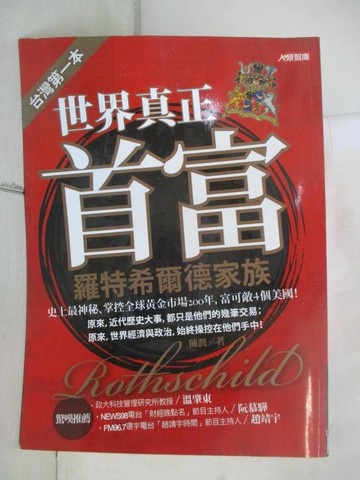 台灣第一本
人類智庫
世界真正
首富
羅特希爾德家族
史上最神秘、掌控全球黃金市場200年，富可敵4個美國！
原來，近代歷史大事，都只是他們的幾筆交易；
原來，世界經濟與政治，始終操控在他們手中！
陳潤／著
Rothschild
驚嘆推薦
・政大科技管理研究所教授／溫肇東
・NEWS98電台「財經晚點名」節目主持人／阮慕驊
・FM96.7環宇電台「趙靖宇時間」節目主持人／趙靖宇